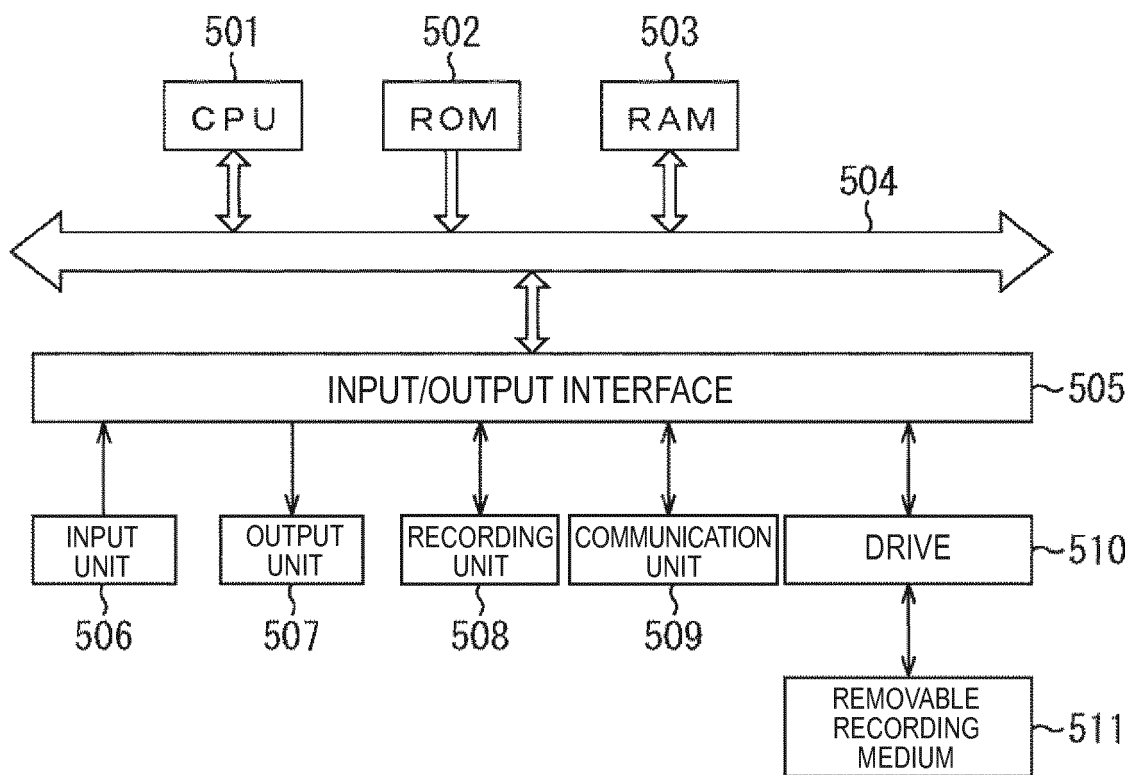 501
502
503
CPU
ROM
RAM
504
INPUT/OUTPUT INTERFACE
505
INPUT
UNIT
OUTPUT
UNIT
RECORDING
UNIT
COMMUNICATION
UNIT
DRIVE
510
506
507
508
509
REMOVABLE
RECORDING
MEDIUM
511